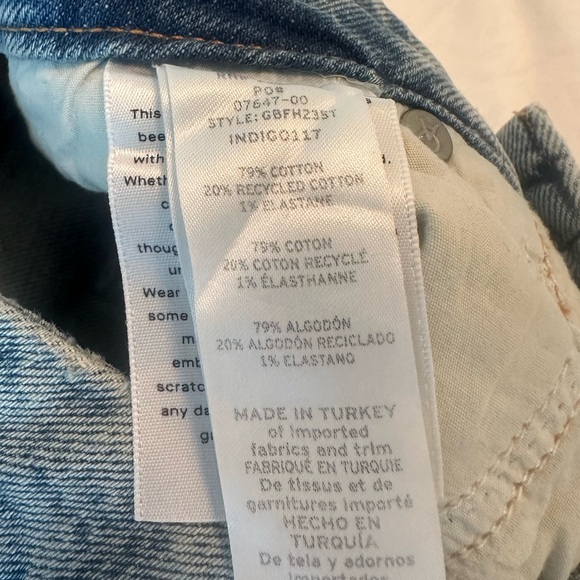 PO#
07647-00
STYLE: GBFH23ST
INDIGO117
79% COTTON
20% RECYCLED COTTON
1% ELASTANE
79% COTON
20% COTON RECYCLÉ
1% ÉLASTHANNE
79% ALGODÓN
20% ALGODÓN RECICLADO
1% ELASTANO
MADE IN TURKEY
of imported
fabrics and trim
FABRIQUÉ EN TURQUIE
De tissus et de
garnitures importé
HECHO EN
TURQUÍA
De tela y adornos
importados
This
bee
with
Wheth
thoug
Wear
some
emb
scratc
any da